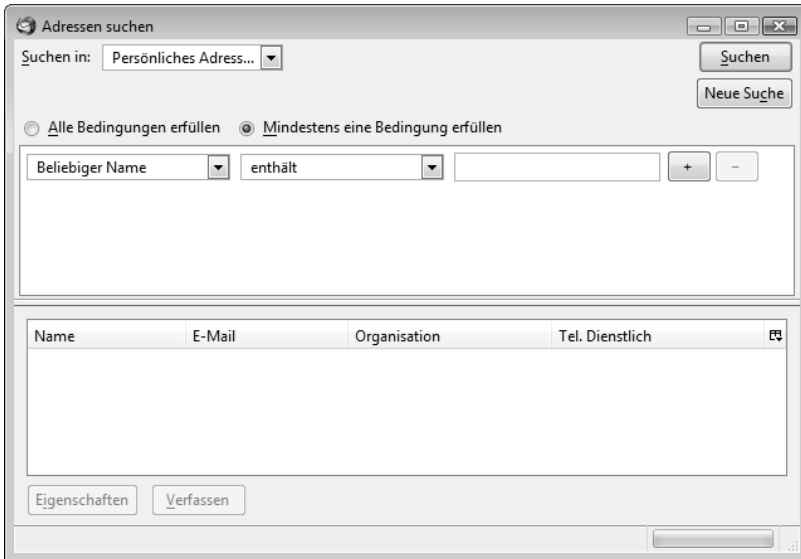 Adressen suchen
Suchen in: Persönliches Adress... Suchen
Neue Suche
Alle Bedingungen erfüllen Mindestens eine Bedingung erfüllen
Beliebiger Name enthält + −
Name E-Mail Organisation Tel. Dienstlich
Eigenschaften Verfassen